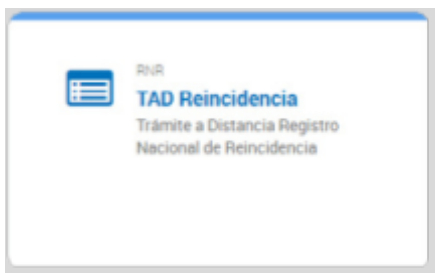 RNR
TAD Reincidencia
Trámite a Distancia Registro
Nacional de Reincidencia